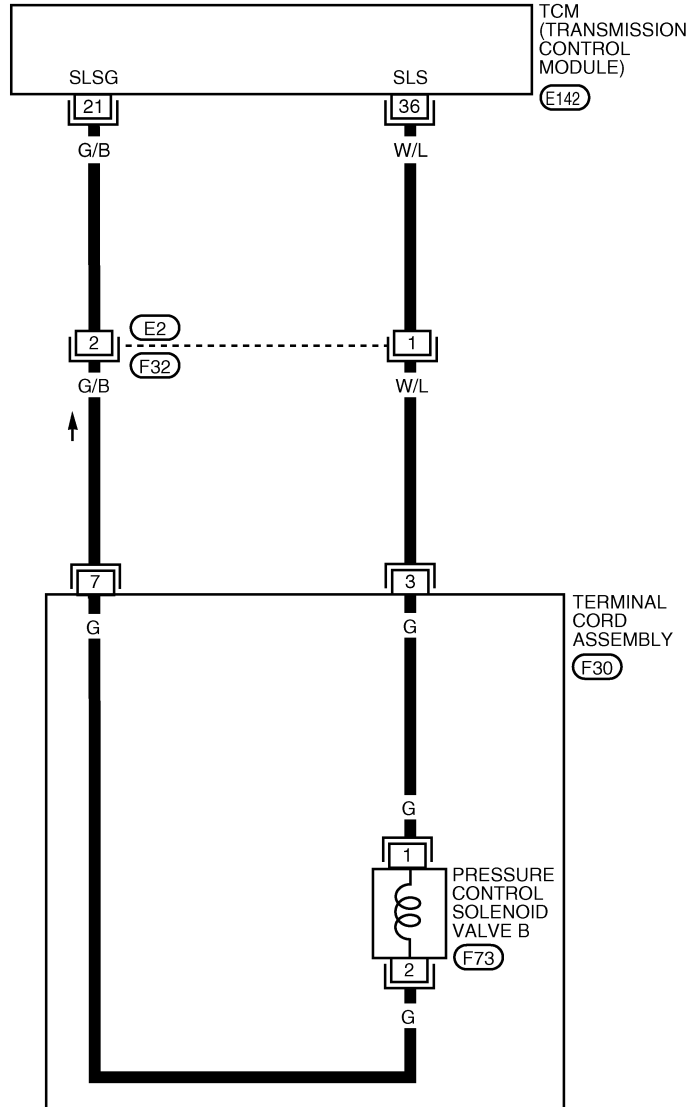 TCM
(TRANSMISSION
CONTROL
MODULE)
E142
SLSG SLS
21 36
G/B W/L
2 E2 1
F32
G/B W/L
7 3
TERMINAL
CORD
ASSEMBLY
F30
G G
G
1
PRESSURE
CONTROL
SOLENOID
VALVE B
F73
2
G